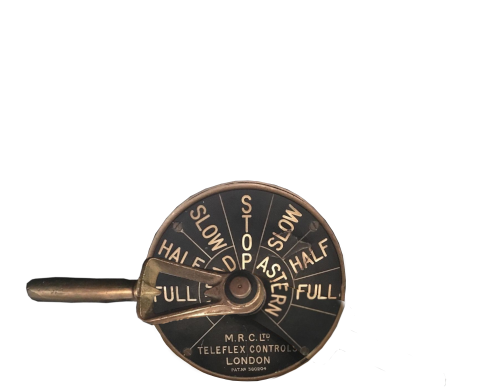 STOP
SLOW
SLOW
HALF
HALF
FULL
FULL
ASTERN
M.R.C. LTD
TELEFLEX CONTROLS
LONDON